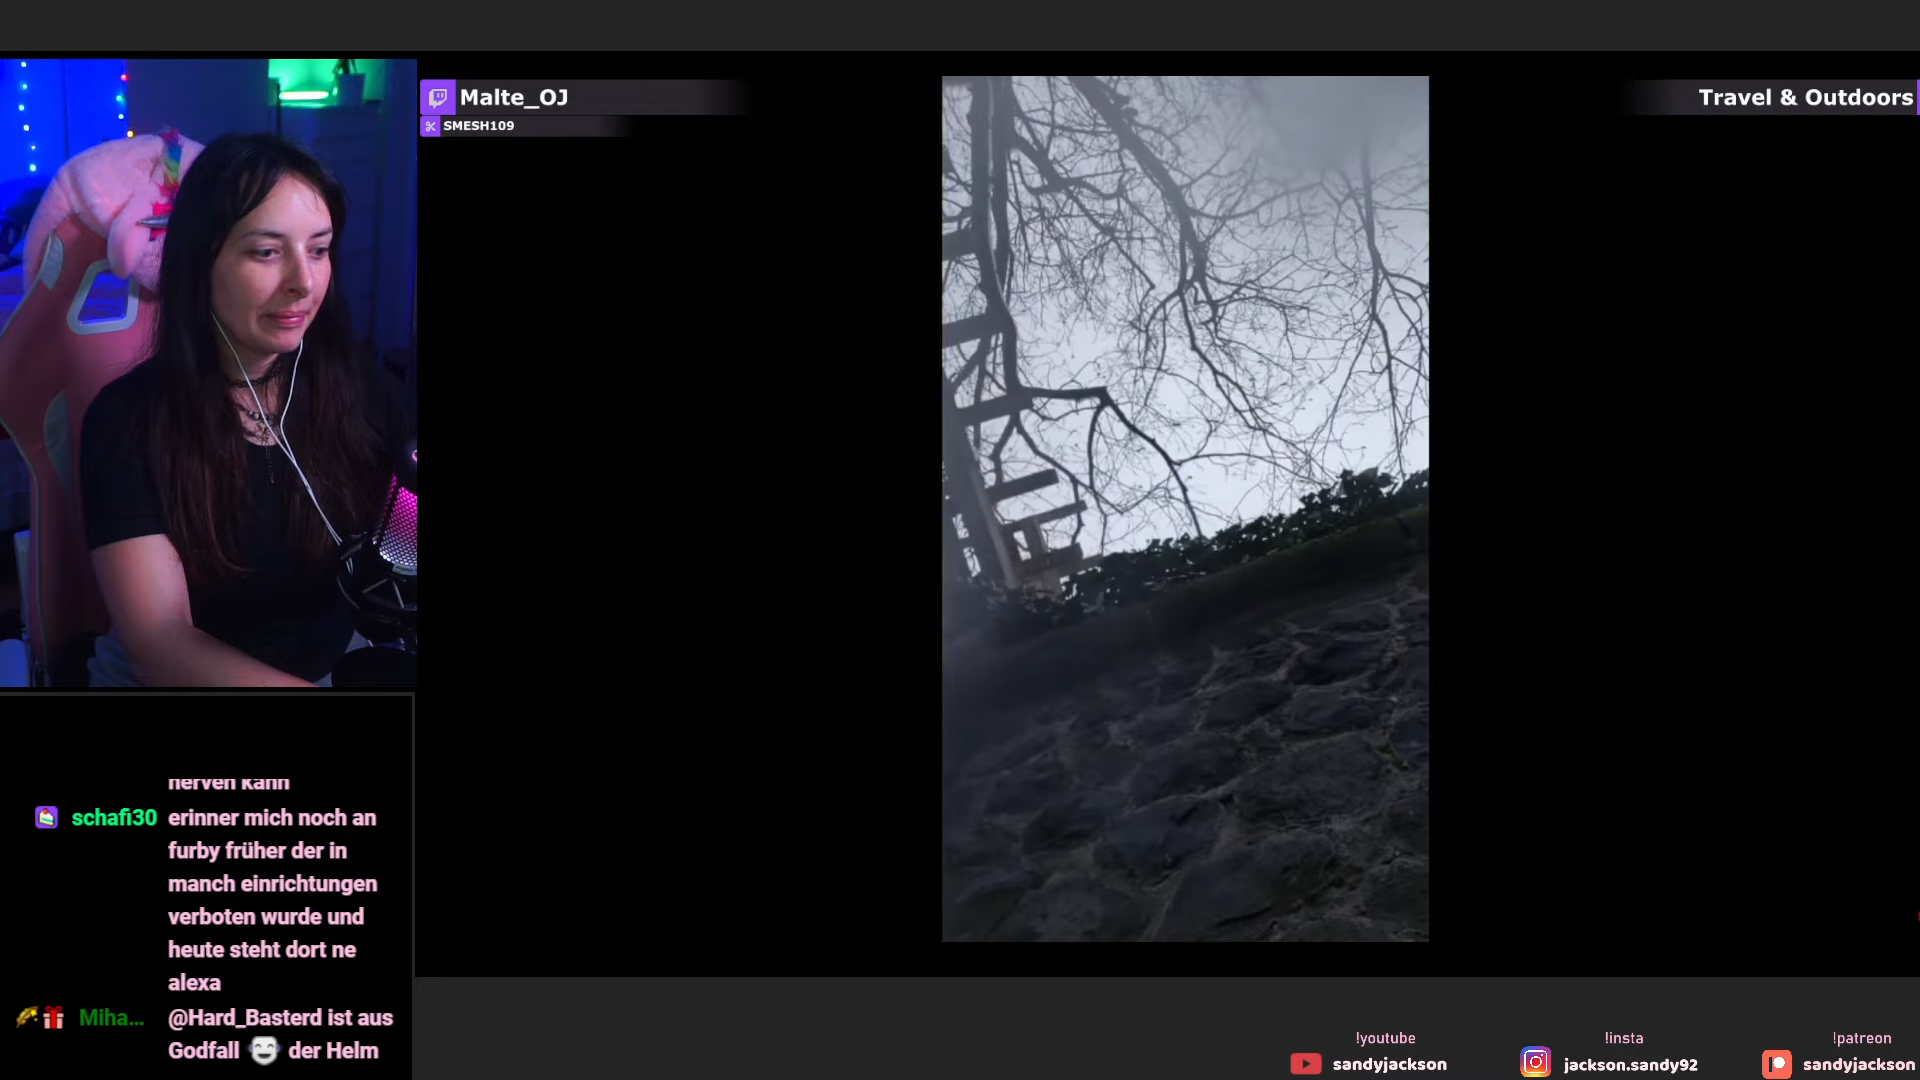 Malte_OJ
SMESH109
Travel & Outdoors
nerven kann
schafi30 erinner mich noch an
furby früher der in
manch einrichtungen
verboten wurde und
heute steht dort ne
alexa
Miha... @Hard_Basterd ist aus
Godfall der Helm
!youtube
sandyjackson
!insta
jackson.sandy92
!patreon
sandyjackson